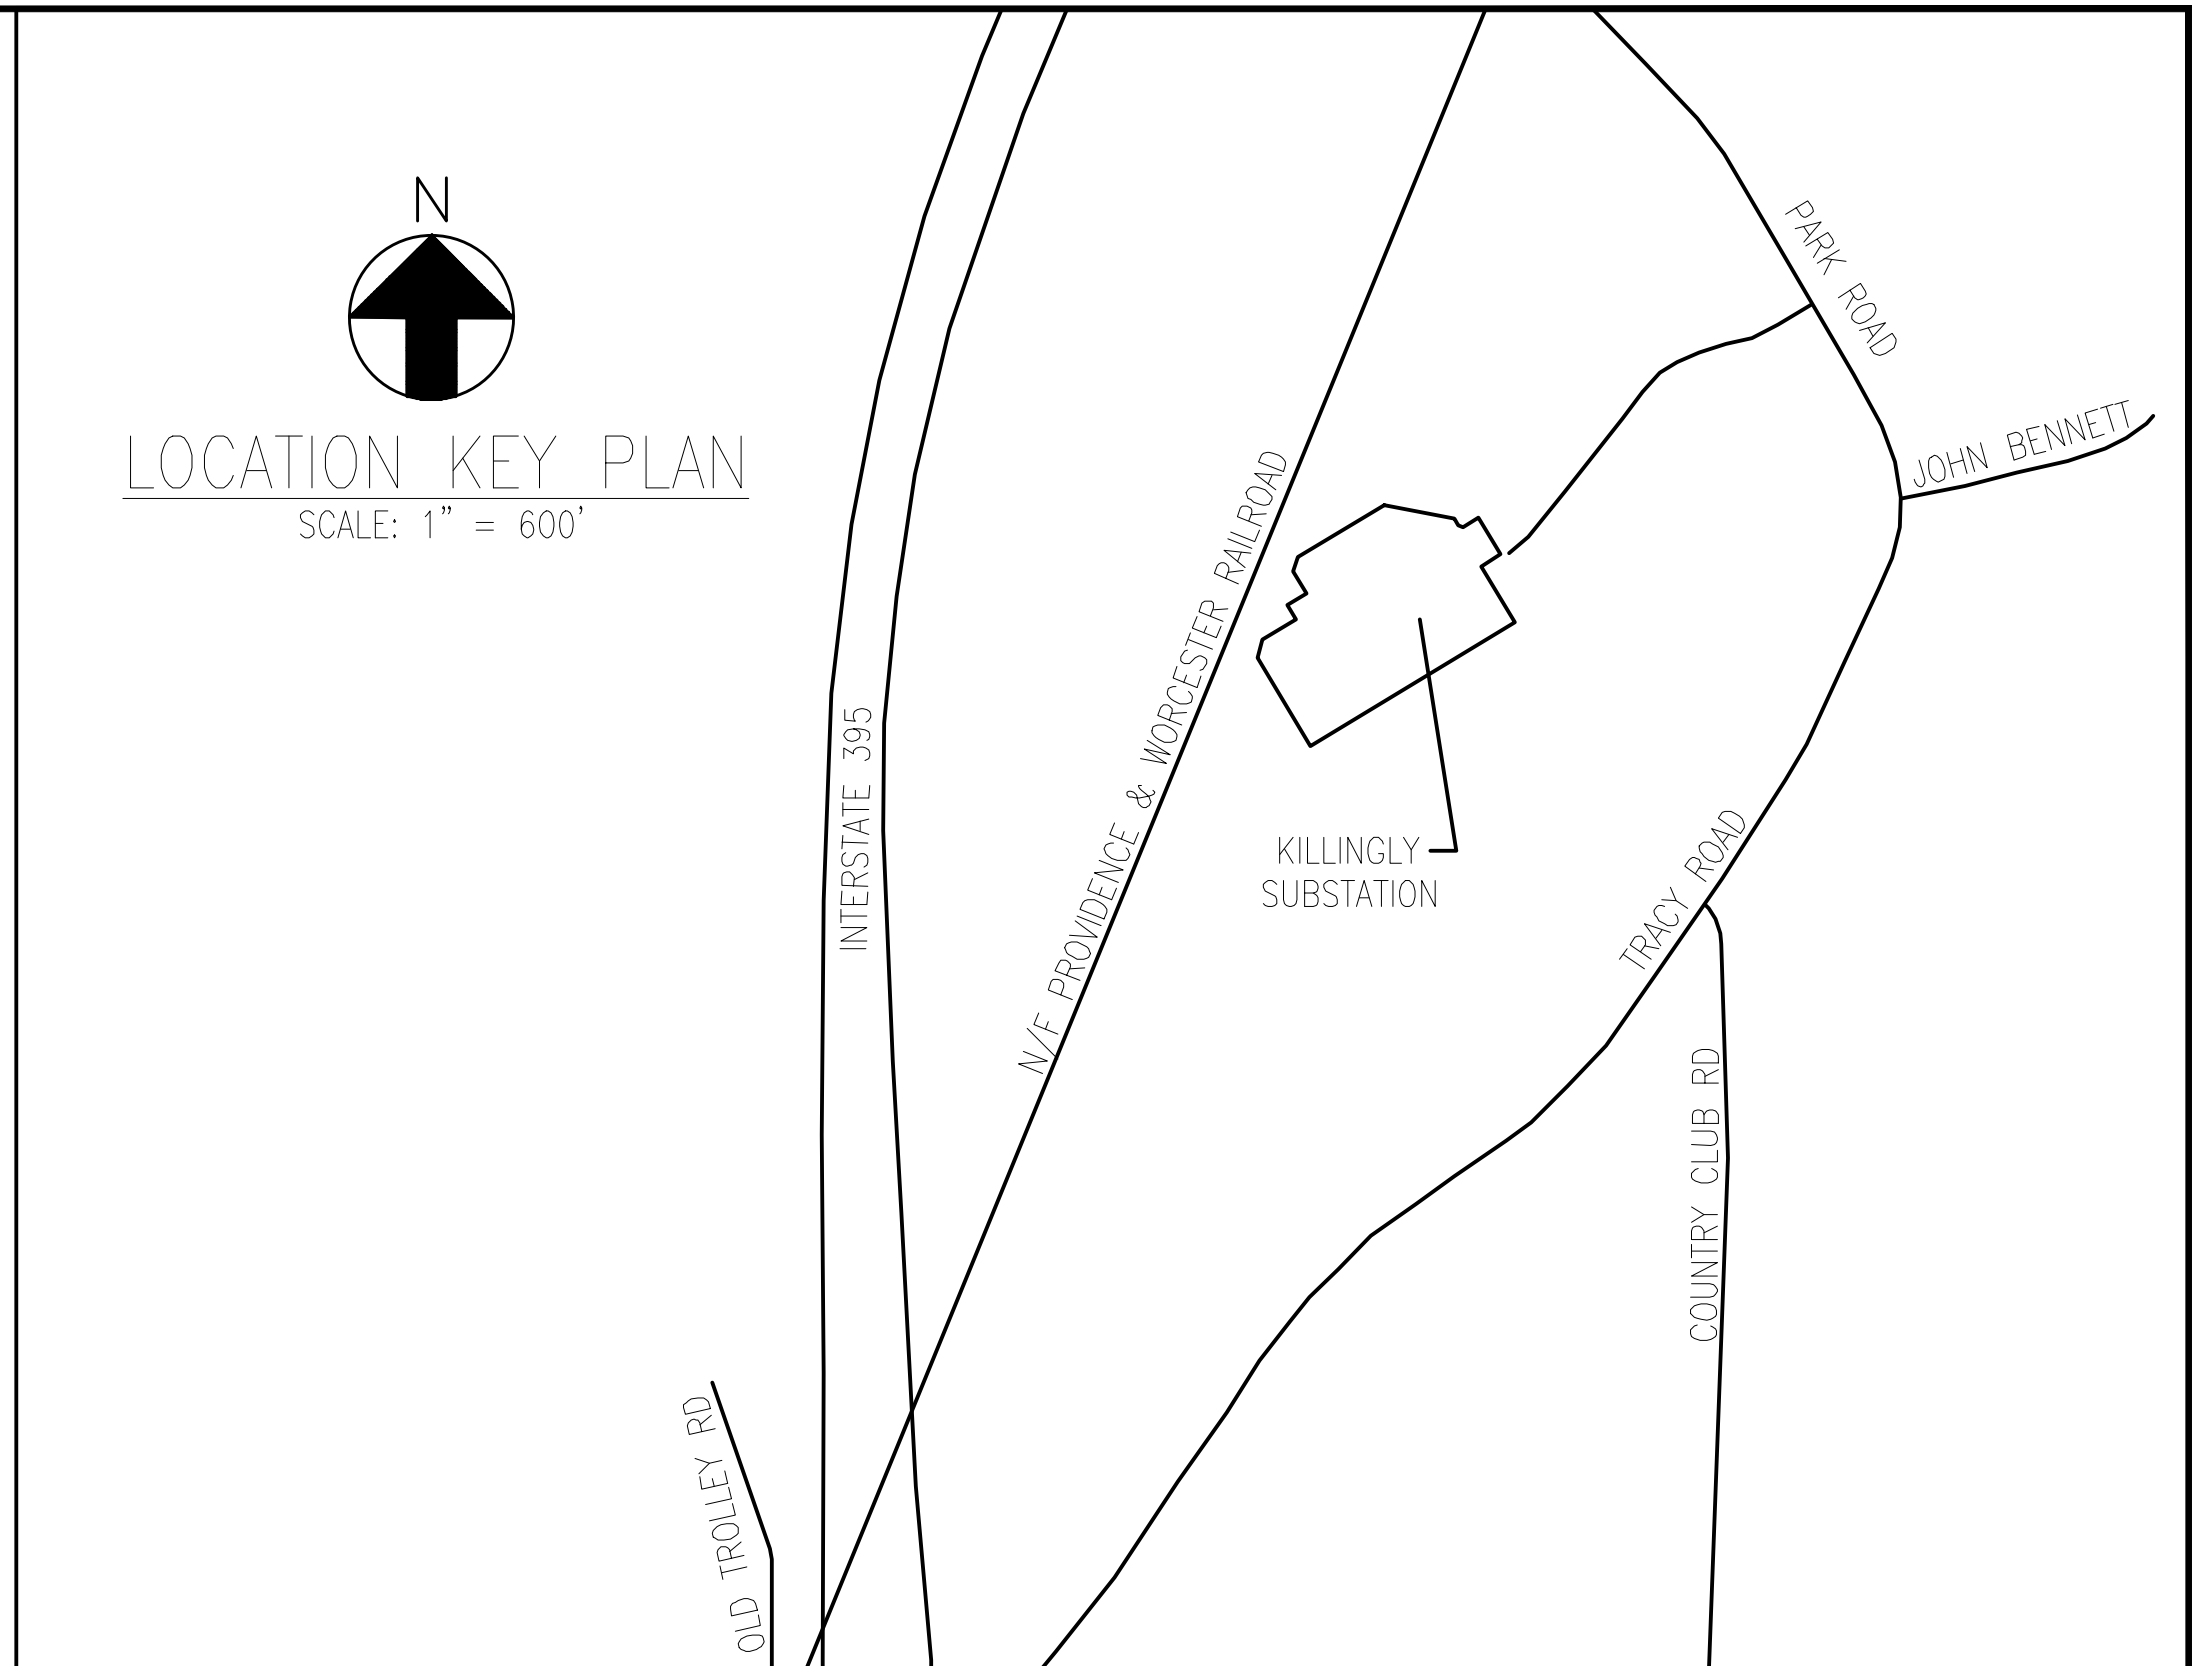 N
LOCATION KEY PLAN
SCALE: 1" = 600'
PARK ROAD
JOHN BENNETT
N/F PROVIDENCE & WORCESTER RAILROAD
INTERSTATE 395
KILLINGLY
SUBSTATION
TRACY ROAD
COUNTRY CLUB RD
OLD TROLLEY RD